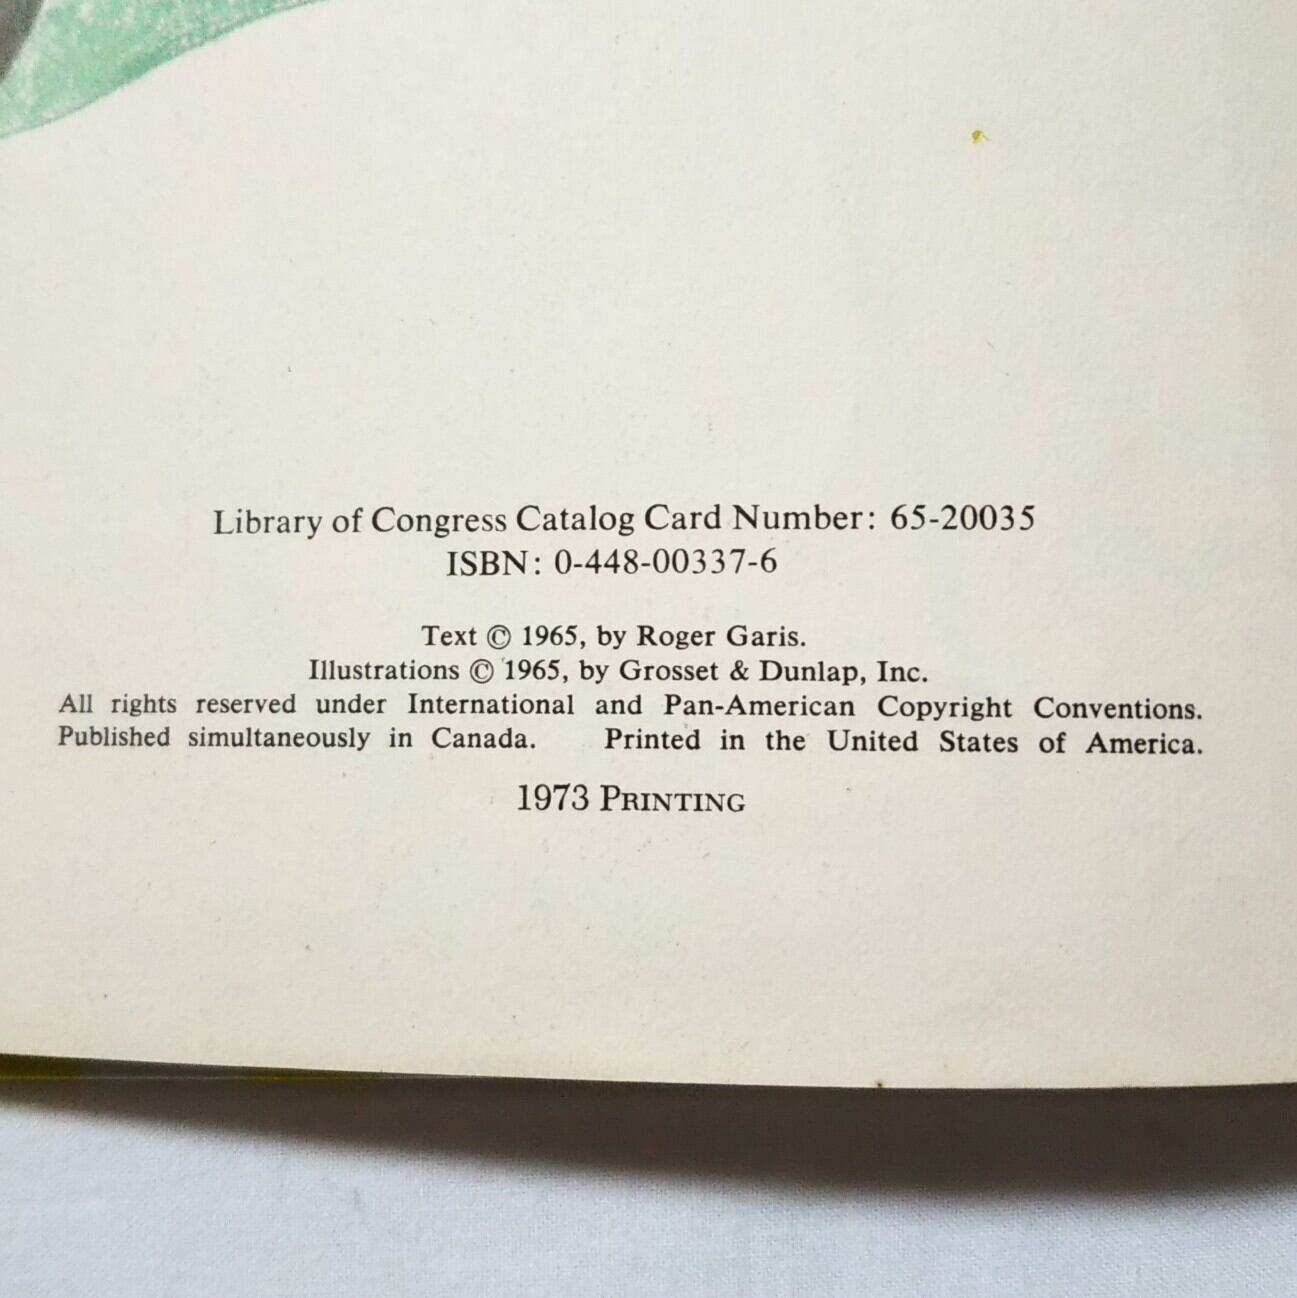 Library of Congress Catalog Card Number: 65-20035
ISBN: 0-448-00337-6
Text © 1965, by Roger Garis.
Illustrations © 1965, by Grosset & Dunlap, Inc.
All rights reserved under International and Pan-American Copyright Conventions.
Published simultaneously in Canada. Printed in the United States of America.
1973 PRINTING